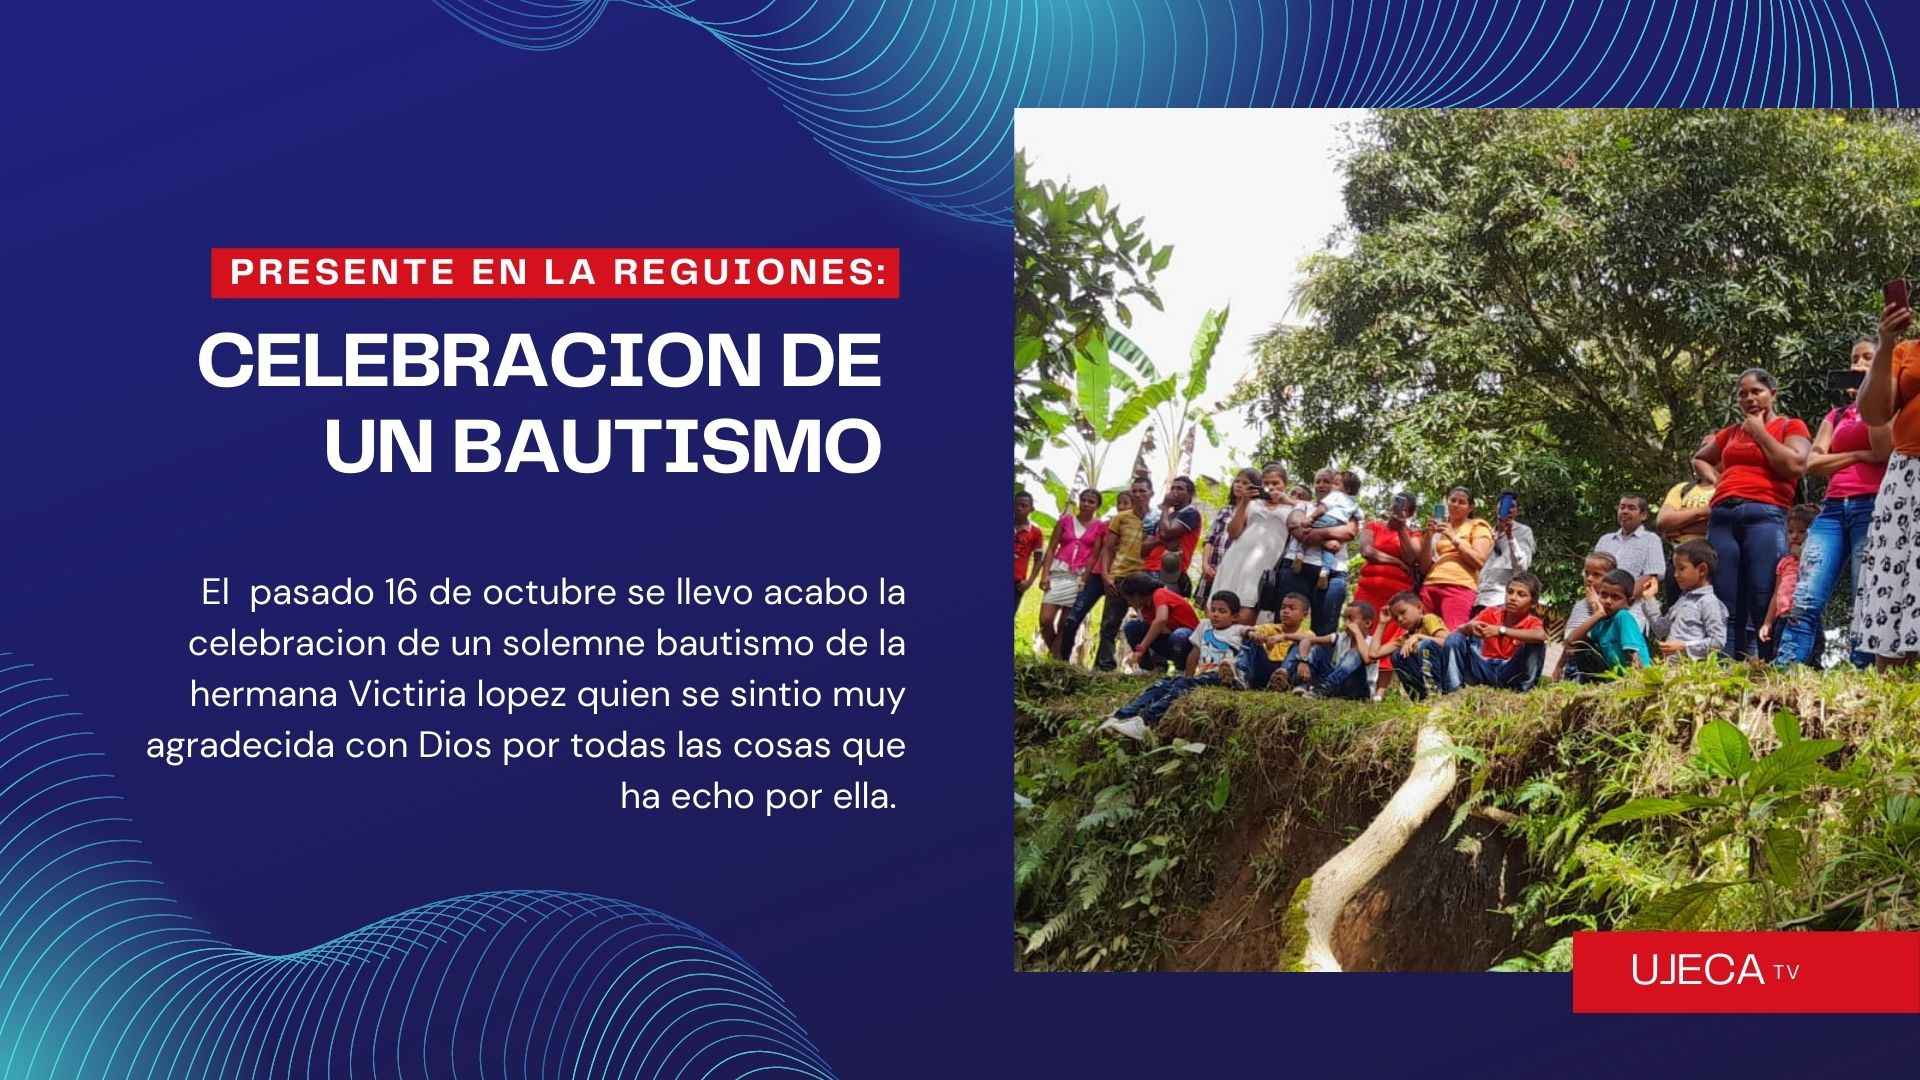 PRESENTE EN LA REGUIONES:
CELEBRACION DE
UN BAUTISMO
El pasado 16 de octubre se llevo acabo la
celebracion de un solemne bautismo de la
hermana Victiria lopez quien se sintio muy
agradecida con Dios por todas las cosas que
ha echo por ella.
UJECA TV